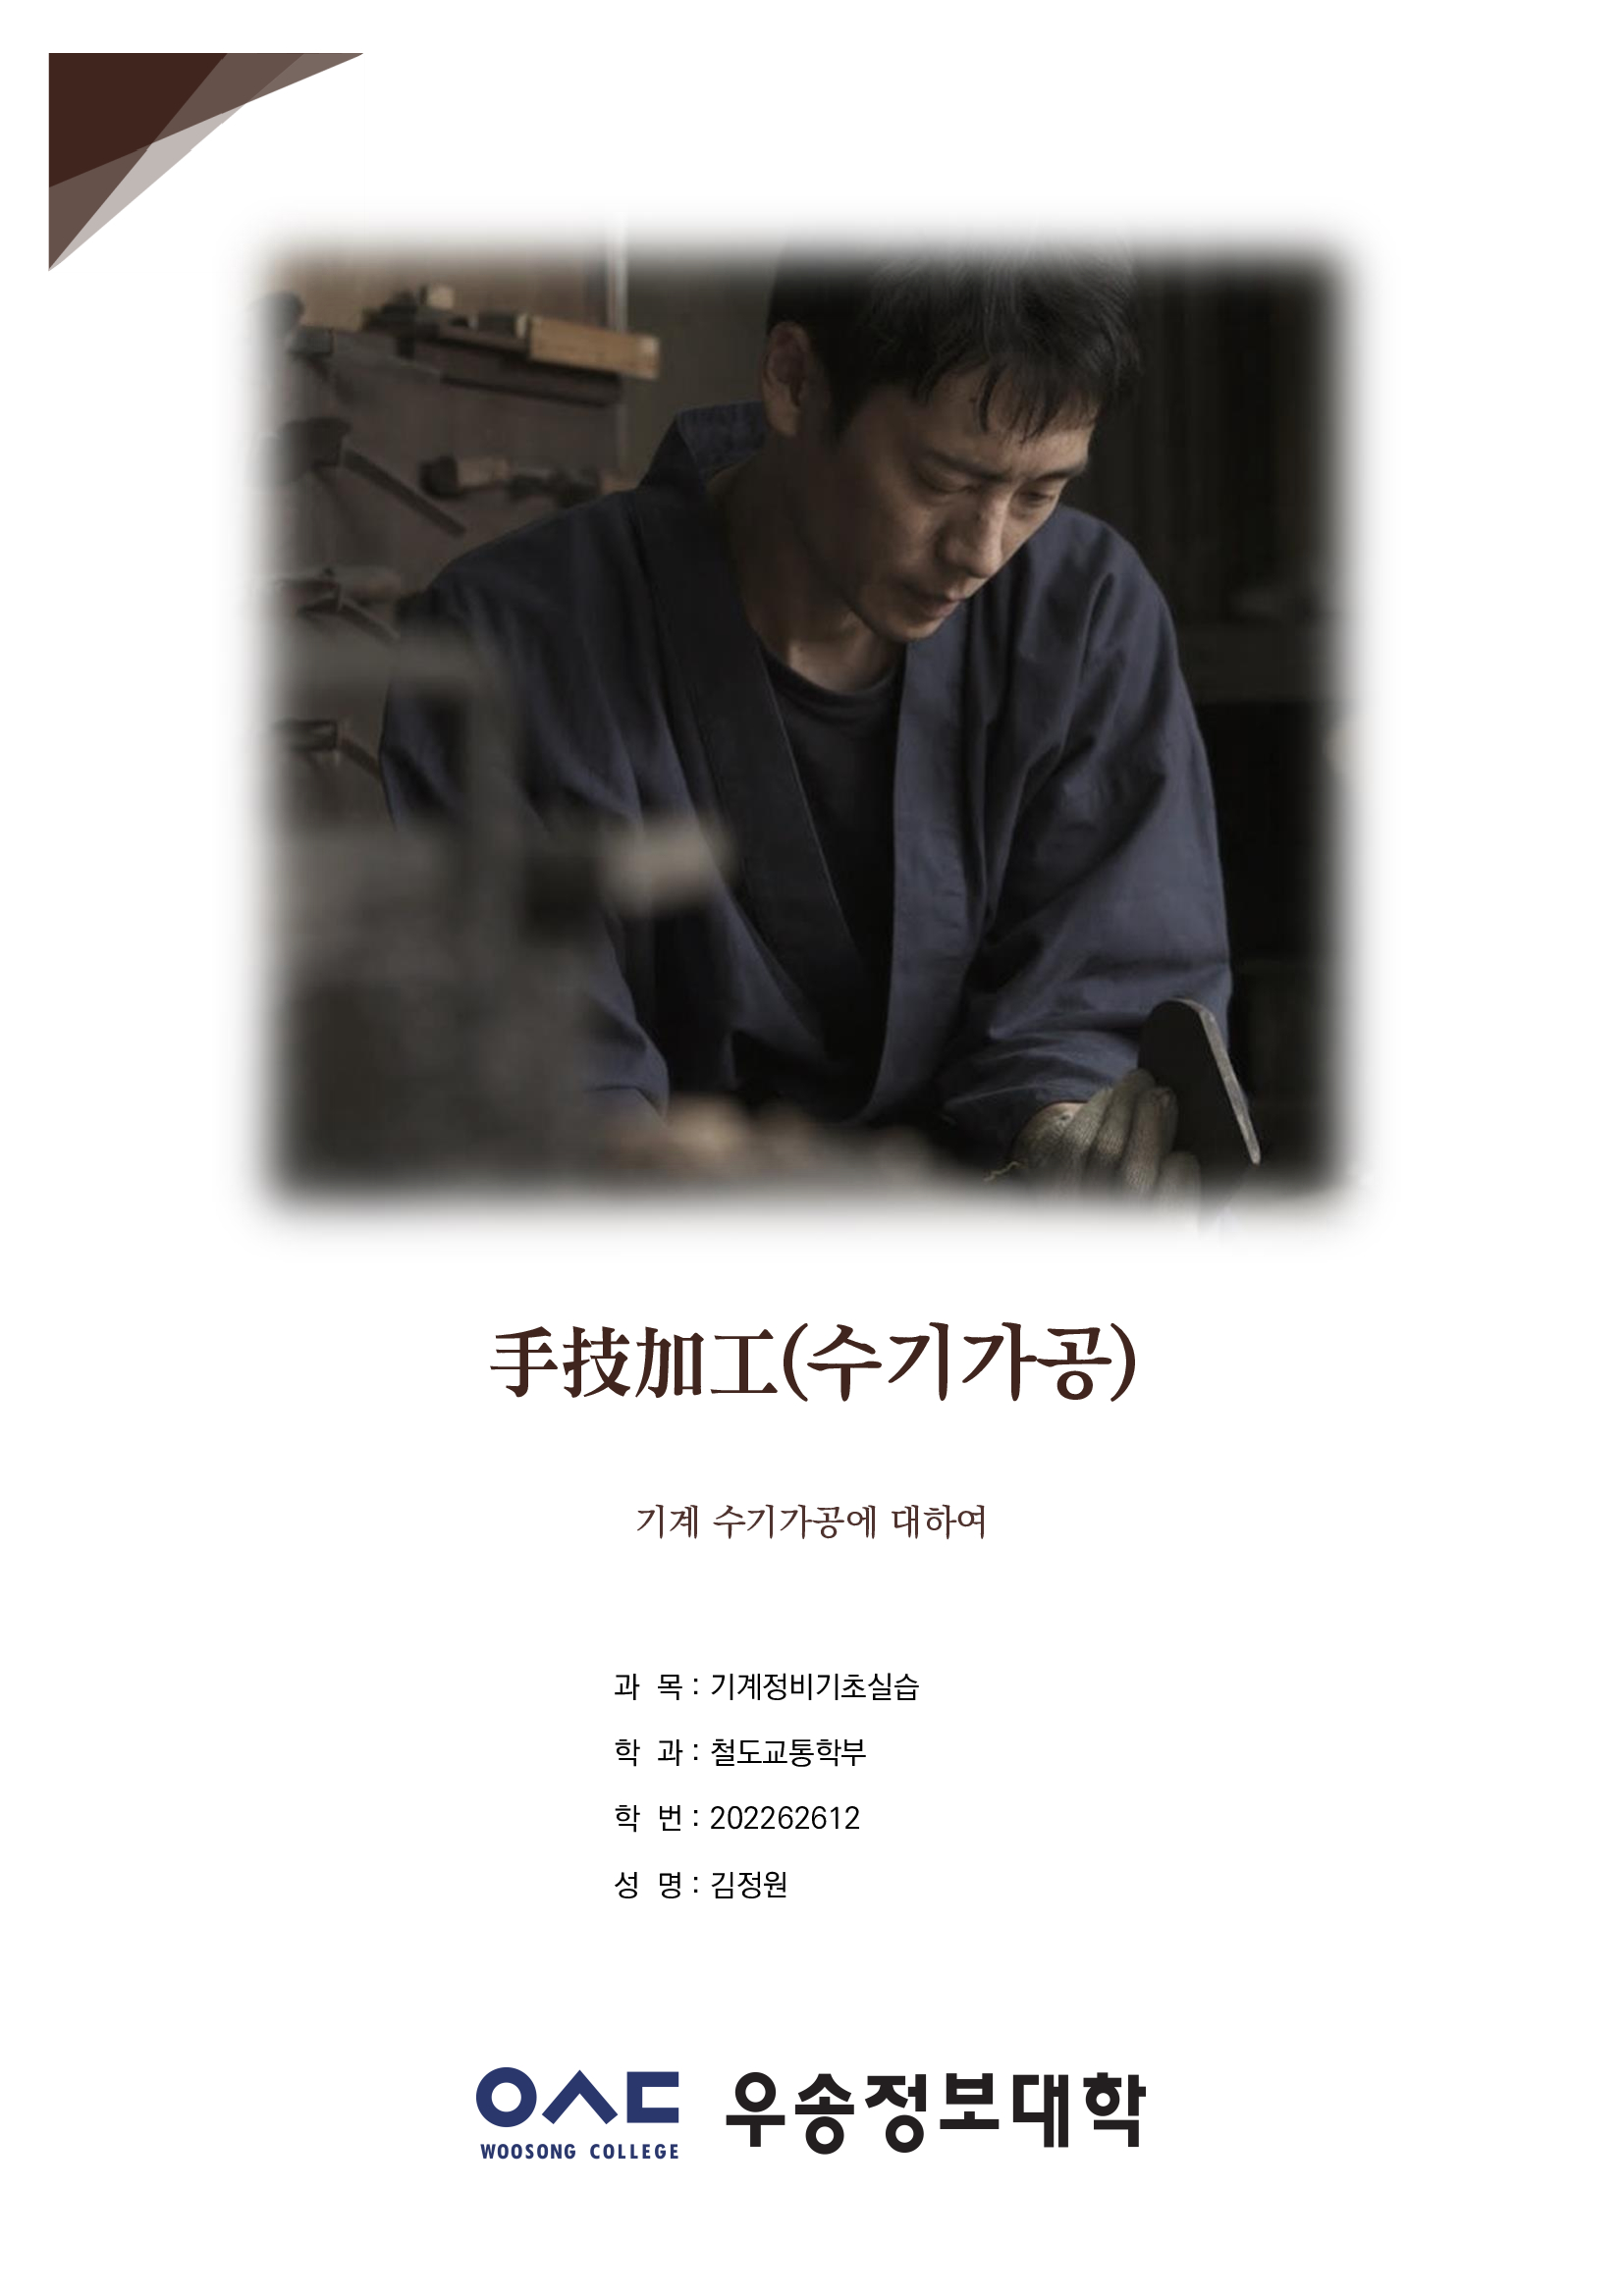 手技加工(수기가공)
기계 수기가공에 대하여
과 목 : 기계정비기초실습
학 과 : 철도교통학부
학 번 : 202262612
성 명 : 김정원
ㅇㅅㄷ 우송정보대학
WOOSONG COLLEGE